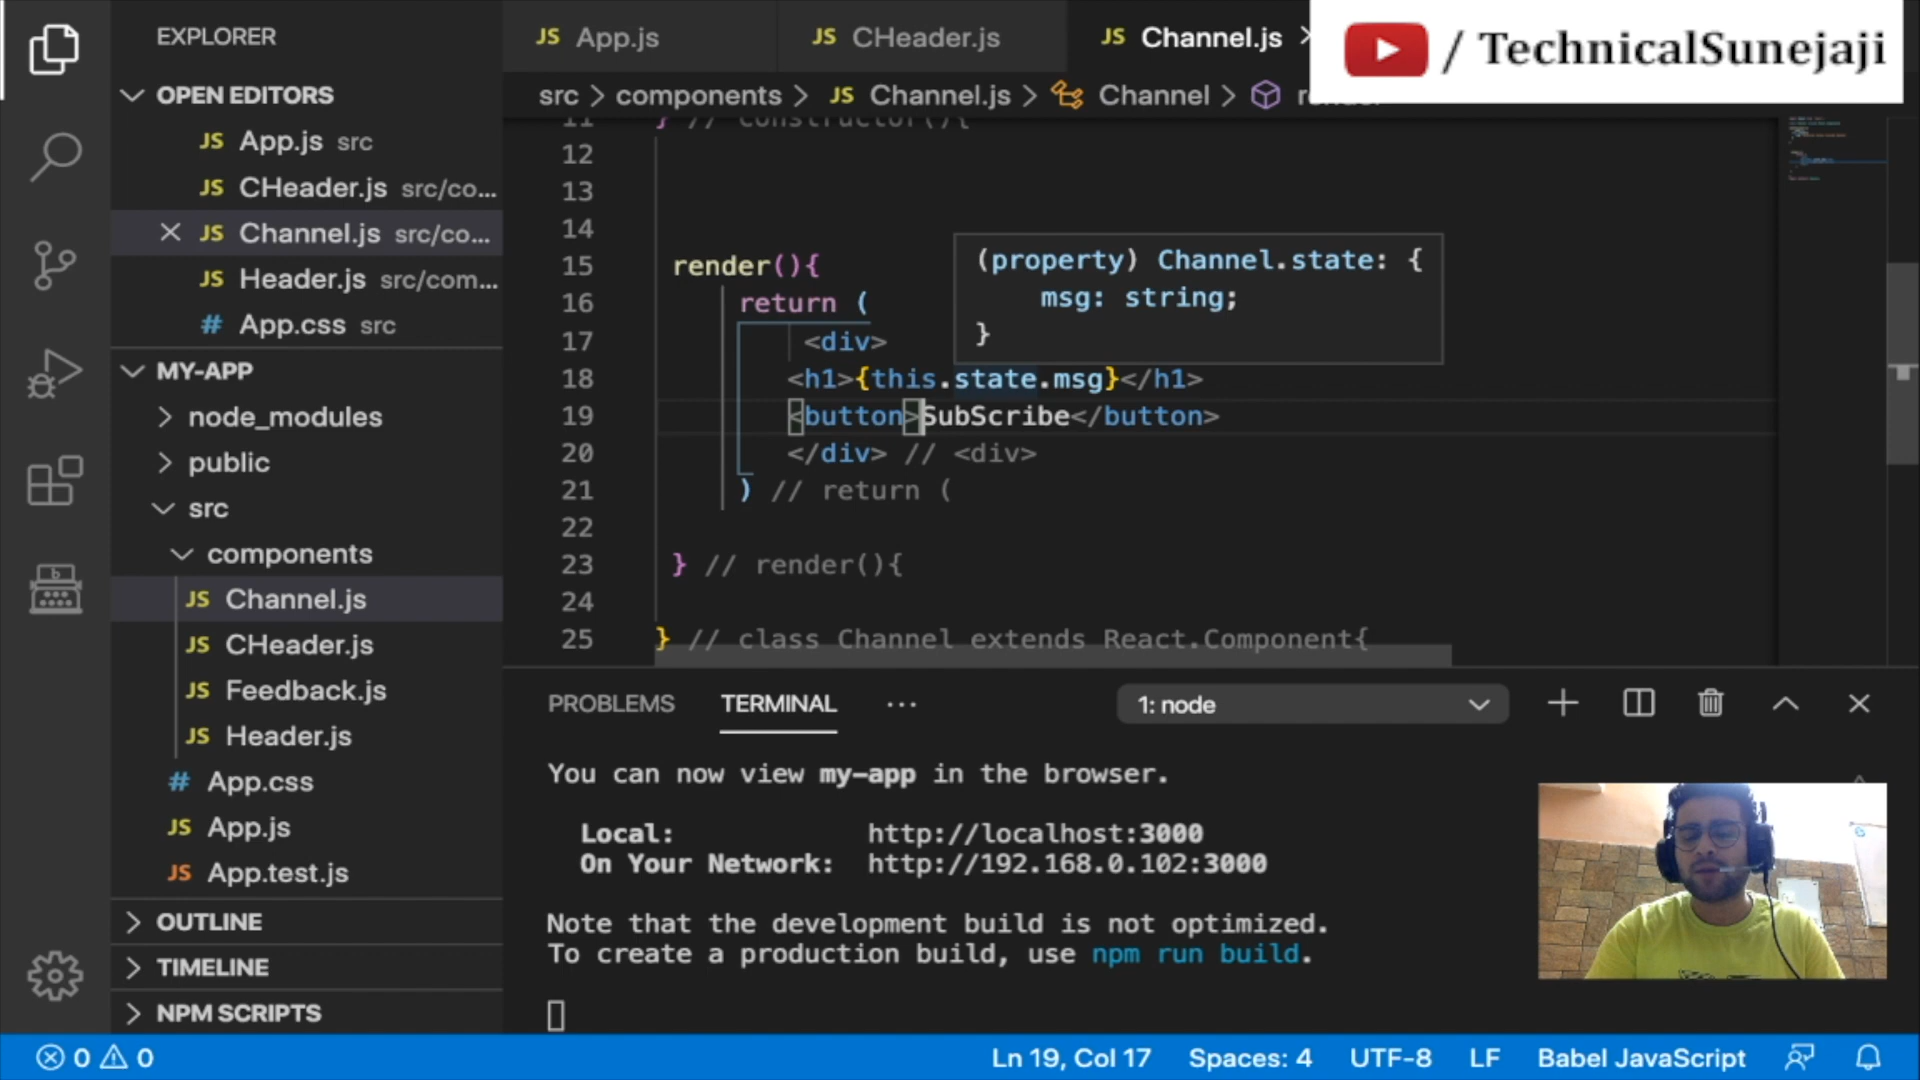 EXPLORER
OPEN EDITORS
JS App.js src
JS CHeader.js src/co...
JS Channel.js src/co...
JS Header.js src/com...
# App.css src
MY-APP
node_modules
public
src
components
JS Channel.js
JS CHeader.js
JS Feedback.js
JS Header.js
# App.css
JS App.js
JS App.test.js
OUTLINE
TIMELINE
NPM SCRIPTS
JS App.js
JS CHeader.js
JS Channel.js
/ TechnicalSunejaji
src > components > JS Channel.js > Channel >
11 } // constructor(){
12
13
14
15 render(){
16 return (
17 <div>
18 <h1>{this.state.msg}</h1>
19 <button>SubScribe</button>
20 </div> // <div>
21 ) // return (
22
23 } // render(){
24
25 } // class Channel extends React.Component{
(property) Channel.state: {
msg: string;
}
PROBLEMS TERMINAL ... 1: node
You can now view my-app in the browser.
Local: http://localhost:3000
On Your Network: http://192.168.0.102:3000
Note that the development build is not optimized.
To create a production build, use npm run build.
0 0 Ln 19, Col 17 Spaces: 4 UTF-8 LF Babel JavaScript